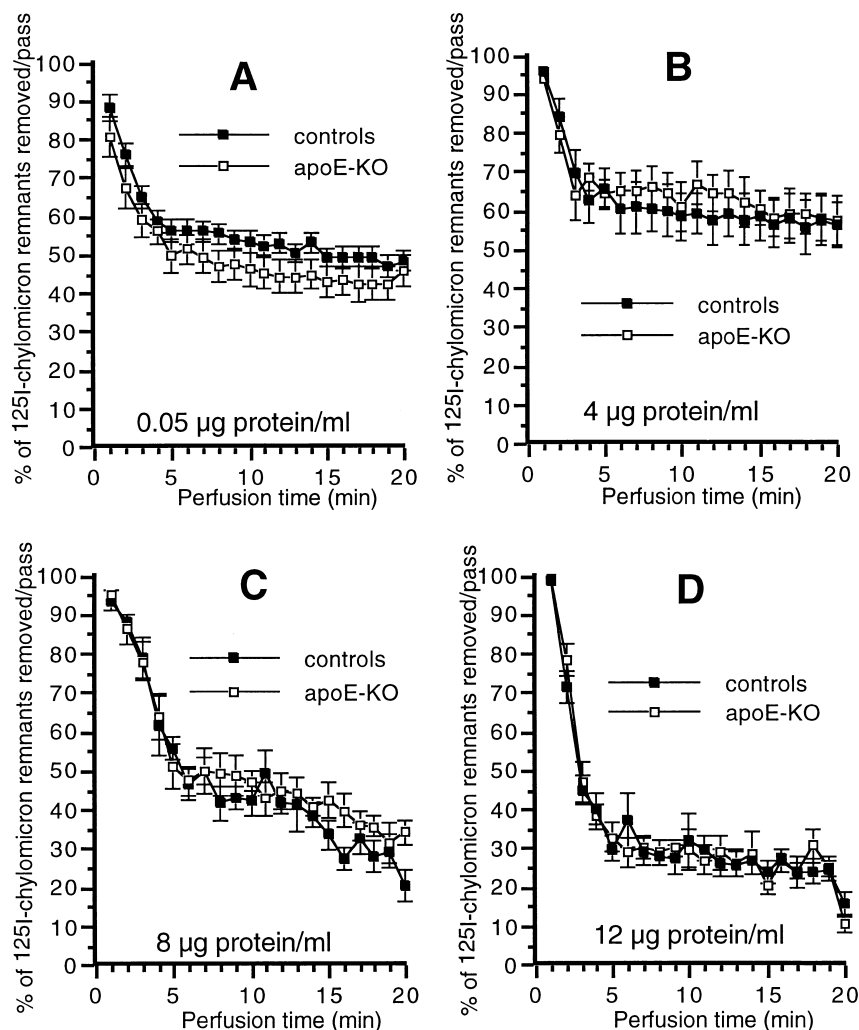 % of 125I-chylomicron remnants removed/pass
A
100
90
80
70
60
50
40
30
20
10
0
controls
apoE-KO
0.05 µg protein/ml
0 5 10 15 20
Perfusion time (min)
% of 125I-chylomicron remnants removed/pass
B
100
90
80
70
60
50
40
30
20
10
0
controls
apoE-KO
4 µg protein/ml
0 5 10 15 20
Perfusion time (min)
% of 125I-chylomicron remnants removed/pass
C
100
90
80
70
60
50
40
30
20
10
0
controls
apoE-KO
8 µg protein/ml
0 5 10 15 20
Perfusion time (min)
% of 125I-chylomicron remnants removed/pass
D
100
90
80
70
60
50
40
30
20
10
0
controls
apoE-KO
12 µg protein/ml
0 5 10 15 20
Perfusion time (min)